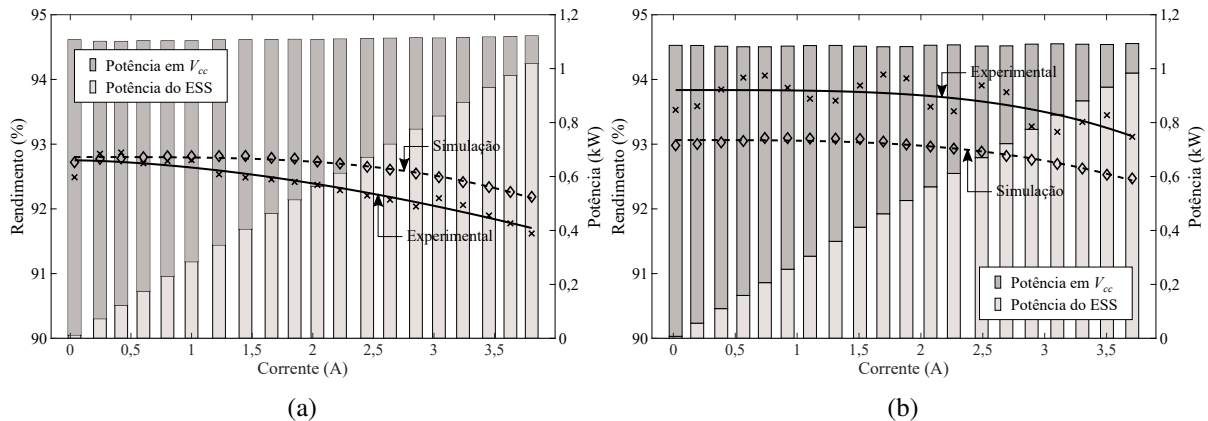 95
94
93
92
91
90
Rendimento (%)
Potência em Vcc
Potência do ESS
Simulação
Experimental
1,2
1
0,8
0,6
0,4
0,2
0
Potência (kW)
0 0,5 1 1,5 2 2,5 3 3,5
Corrente (A)
(a)
95
94
93
92
91
90
Rendimento (%)
Experimental
Simulação
Potência em Vcc
Potência do ESS
1,2
1
0,8
0,6
0,4
0,2
0
Potência (kW)
0 0,5 1 1,5 2 2,5 3 3,5
Corrente (A)
(b)